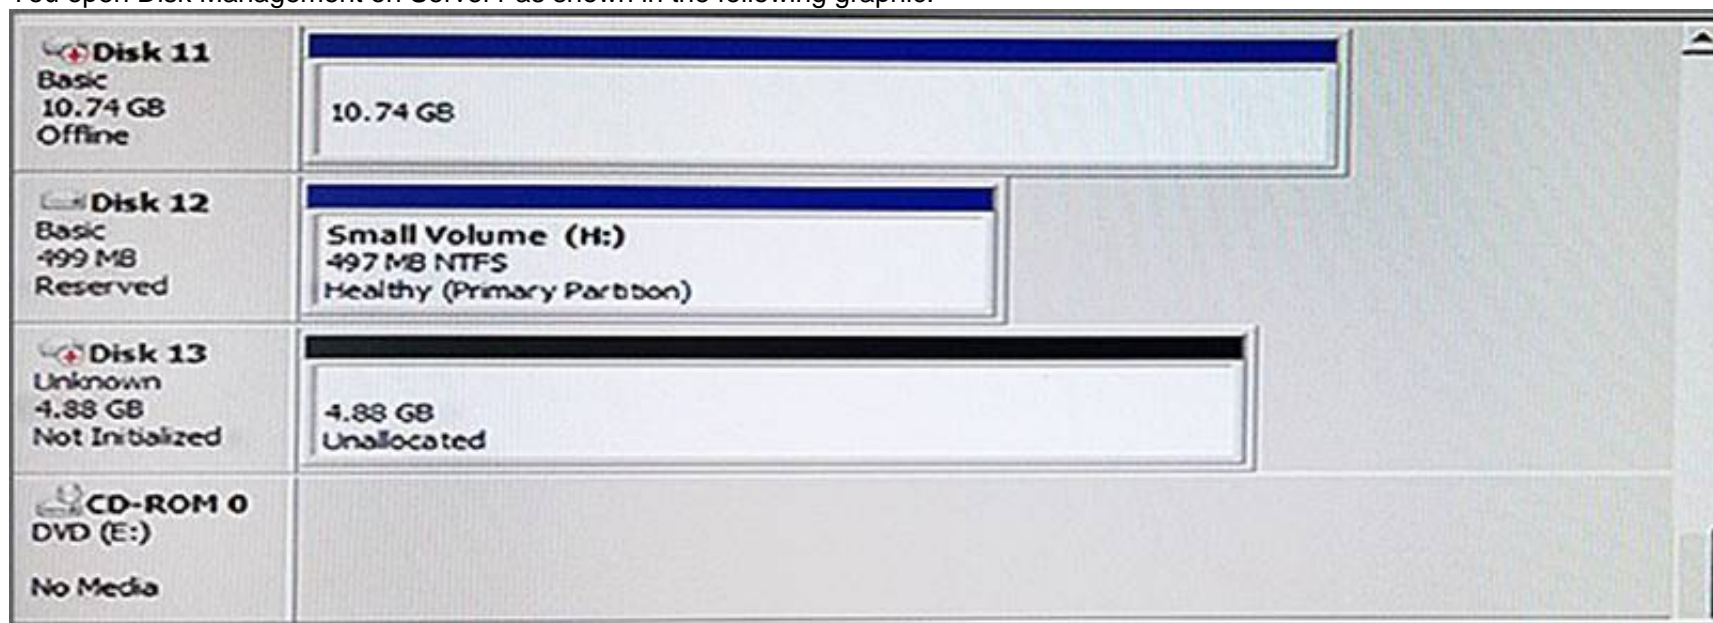 You open Disk Management on Server1 as shown in the following graphic.
Disk 11
Basic
10.74 GB
Offline
10.74 GB
Disk 12
Basic
499 MB
Reserved
Small Volume (H:)
497 MB NTFS
Healthy (Primary Partition)
Disk 13
Unknown
4.88 GB
Not Initialized
4.88 GB
Unallocated
CD-ROM 0
DVD (E:)
No Media